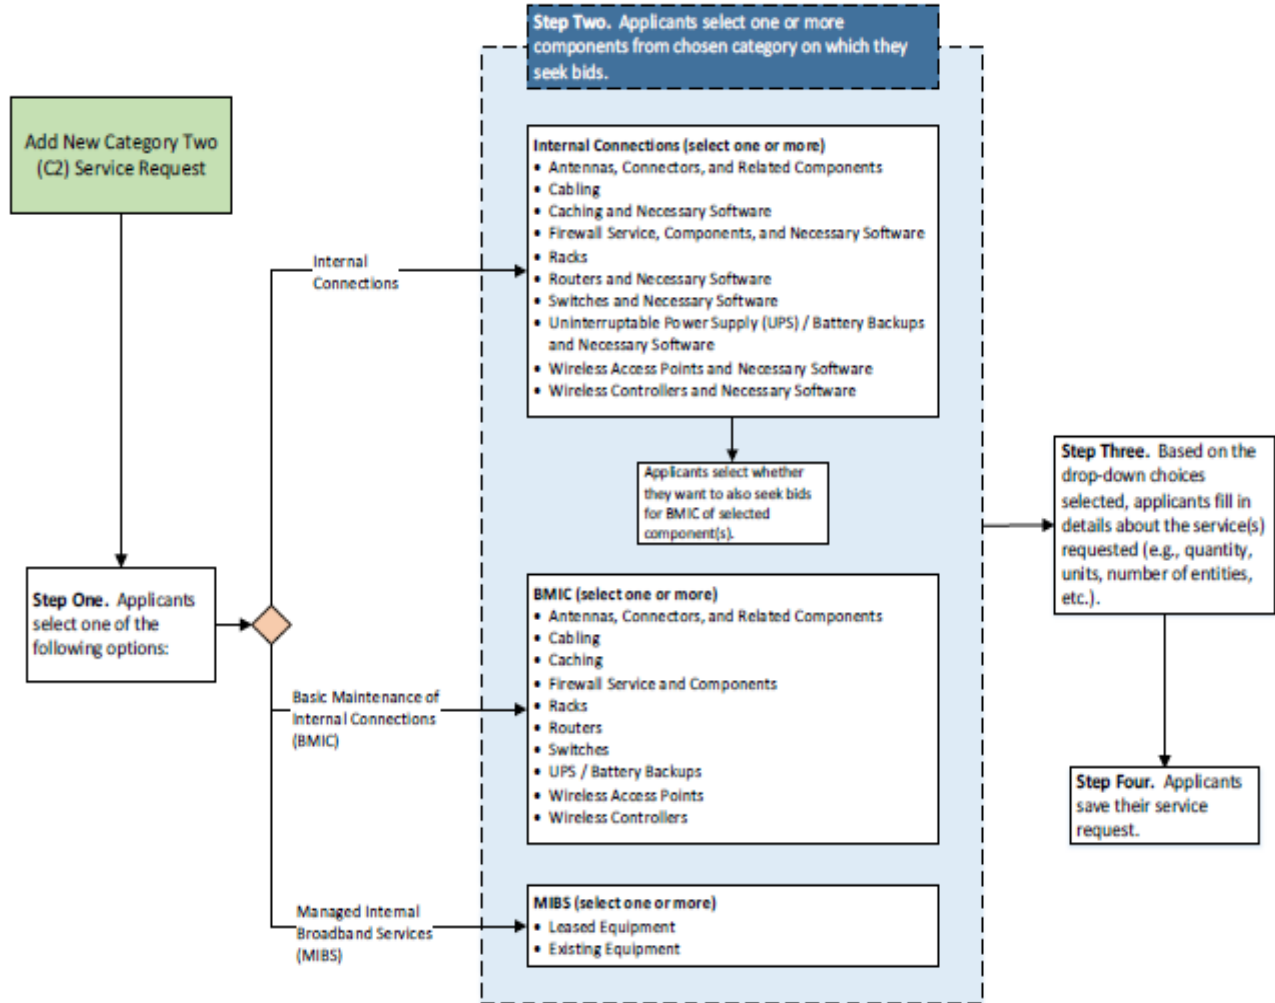 Step Two. Applicants select one or more
components from chosen category on which they
seek bids.
Add New Category Two
(C2) Service Request
Internal Connections (select one or more)
• Antennas, Connectors, and Related Components
• Cabling
• Caching and Necessary Software
• Firewall Service, Components, and Necessary Software
• Racks
• Routers and Necessary Software
• Switches and Necessary Software
• Uninterruptable Power Supply (UPS) / Battery Backups
and Necessary Software
• Wireless Access Points and Necessary Software
• Wireless Controllers and Necessary Software
Internal
Connections
Applicants select whether
they want to also seek bids
for BMIC of selected
component(s).
Step Three. Based on the
drop-down choices
selected, applicants fill in
details about the service(s)
requested (e.g., quantity,
units, number of entities,
etc.).
Step One. Applicants
select one of the
following options:
BMIC (select one or more)
• Antennas, Connectors, and Related Components
• Cabling
• Caching
• Firewall Service and Components
• Racks
• Routers
• Switches
• UPS / Battery Backups
• Wireless Access Points
• Wireless Controllers
Basic Maintenance of
Internal Connections
(BMIC)
Step Four. Applicants
save their service
request.
Managed Internal
Broadband Services
(MIBS)
MIBS (select one or more)
• Leased Equipment
• Existing Equipment